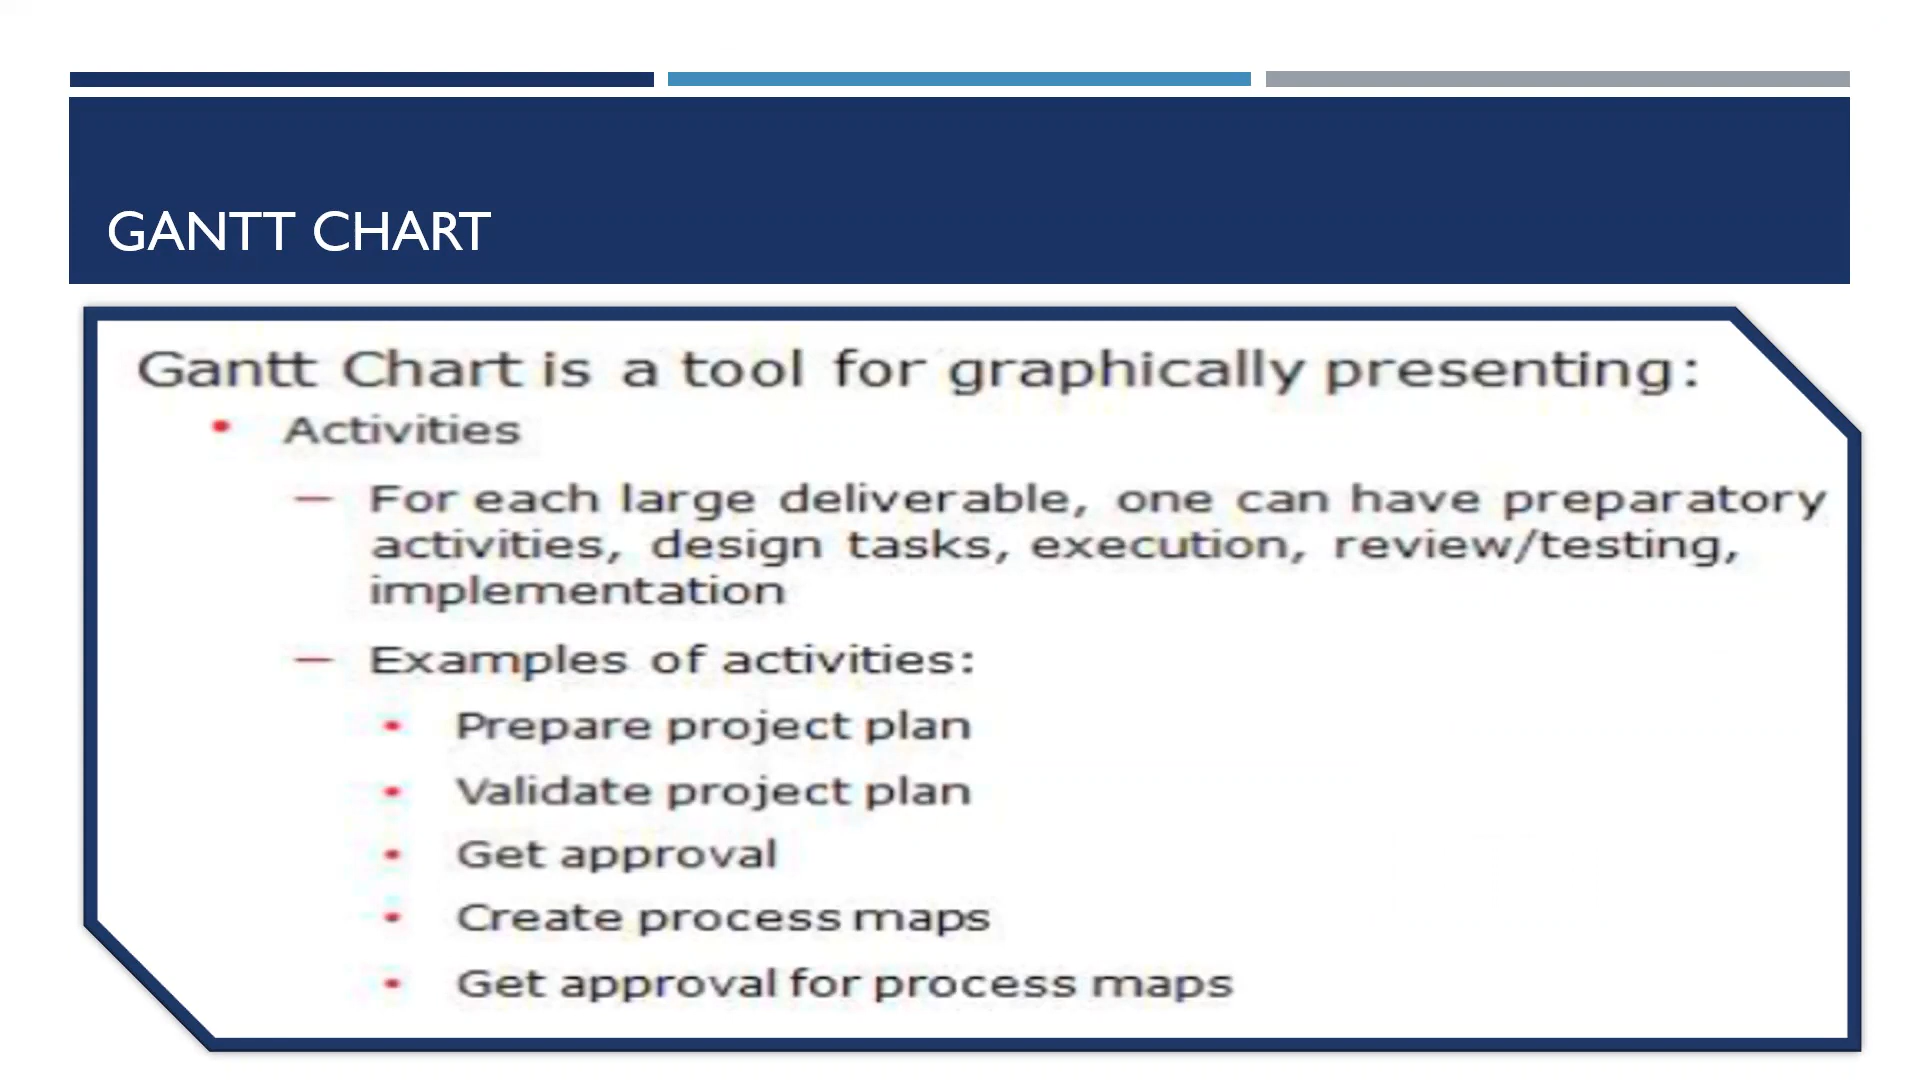 GANTT CHART
Gantt Chart is a tool for graphically presenting:
• Activities
— For each large deliverable, one can have preparatory
activities, design tasks, execution, review/testing,
implementation
— Examples of activities:
• Prepare project plan
• Validate project plan
• Get approval
• Create process maps
• Get approval for process maps